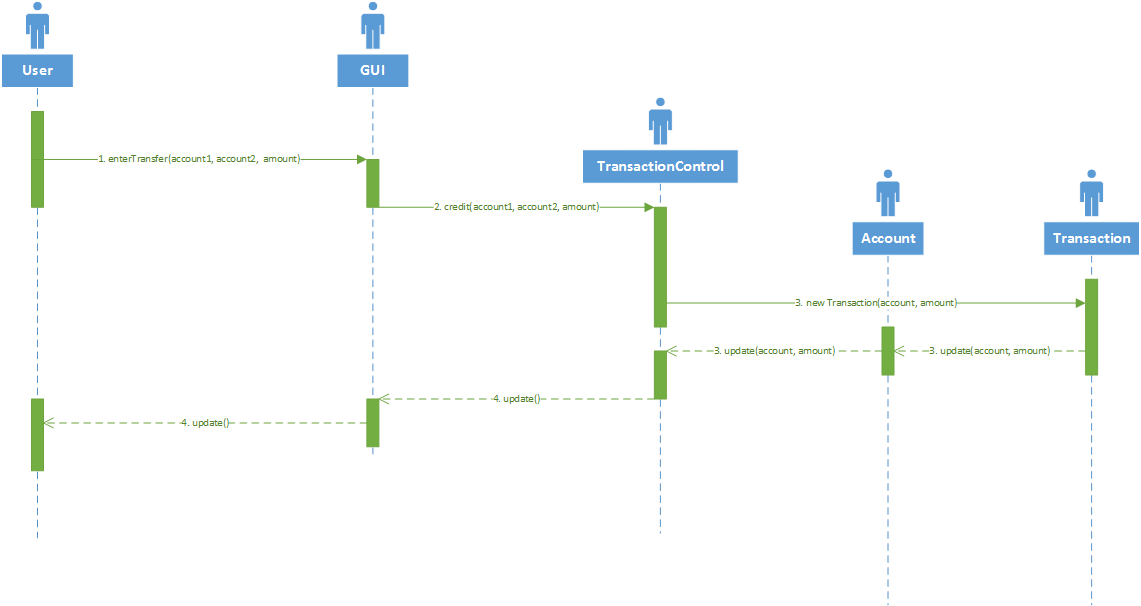 User
GUI
TransactionControl
Account
Transaction
1. enterTransfer(account1, account2, amount)
2. credit(account1, account2, amount)
3. new Transaction(account, amount)
3. update(account, amount)
3. update(account, amount)
4. update()
4. update()